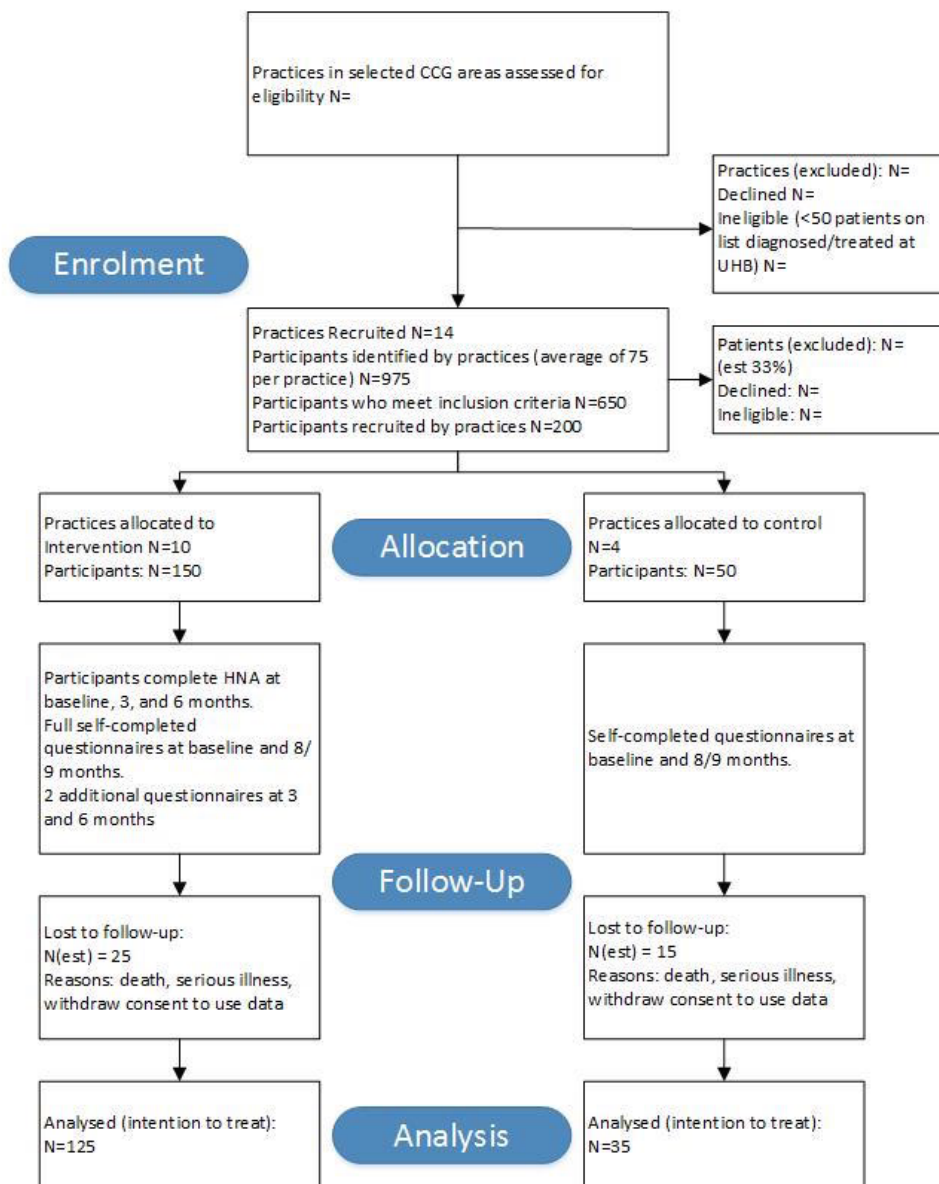 Practices in selected CCG areas assessed for
eligibility N=
Practices (excluded): N=
Declined N=
Ineligible (<50 patients on
list diagnosed/treated at
UHB) N=
Enrolment
Practices Recruited N=14
Participants identified by practices (average of 75
per practice) N=975
Participants who meet inclusion criteria N=650
Participants recruited by practices N=200
Patients (excluded): N=
(est 33%)
Declined: N=
Ineligible: N=
Practices allocated to
Intervention N=10
Participants: N=150
Allocation
Practices allocated to control
N=4
Participants: N=50
Participants complete HNA at
baseline, 3, and 6 months.
Full self-completed
questionnaires at baseline and 8/
9 months.
2 additional questionnaires at 3
and 6 months
Self-completed questionnaires at
baseline and 8/9 months.
Follow-Up
Lost to follow-up:
N(est) = 25
Reasons: death, serious illness,
withdraw consent to use data
Lost to follow-up:
N(est) = 15
Reasons: death, serious illness,
withdraw consent to use data
Analysed (intention to treat):
N=125
Analysis
Analysed (intention to treat):
N=35